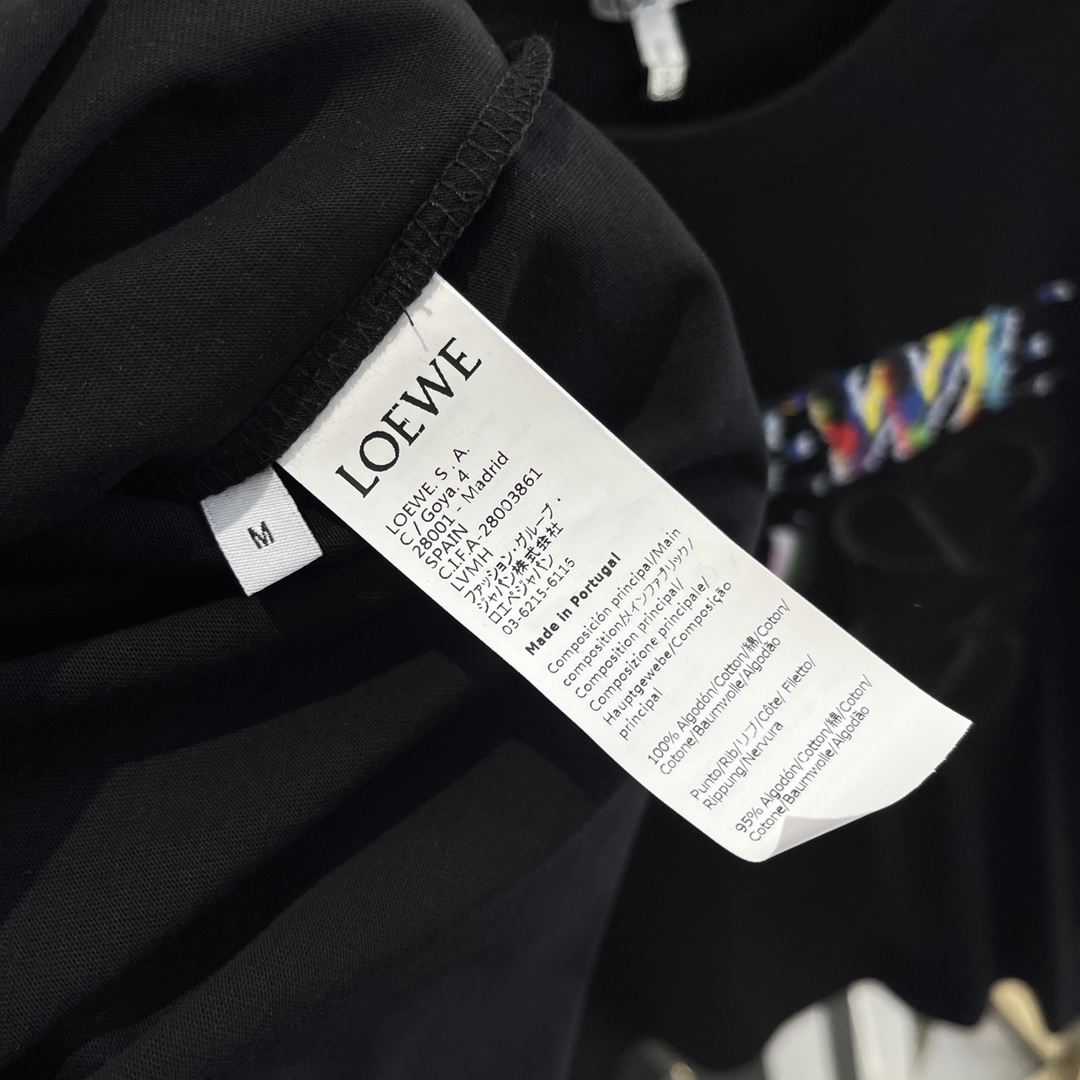 LOEWE
LOEWE. S. A.
C / Goya. 4
28001 - Madrid
SPAIN
C.I.F.A-28003861
LVMH
ファッション・グループ・
ジャパン株式会社
ロエベジャパン
03-6215-6116
Made in Portugal
Composición principal/Main
composition/メインファブリック/
Composition principal/
Composizione principale/
Hauptgewebe/Composição
principal
100% Algodón/Cotton/綿/Coton/
Cotone/Baumwolle/Algodão
Punto/Rib/リブ/Côte/ Filetto/
Rippung/Nervura
95% Algodón/Cotton/綿/Coton/
Cotone/Baumwolle/Algodão
M